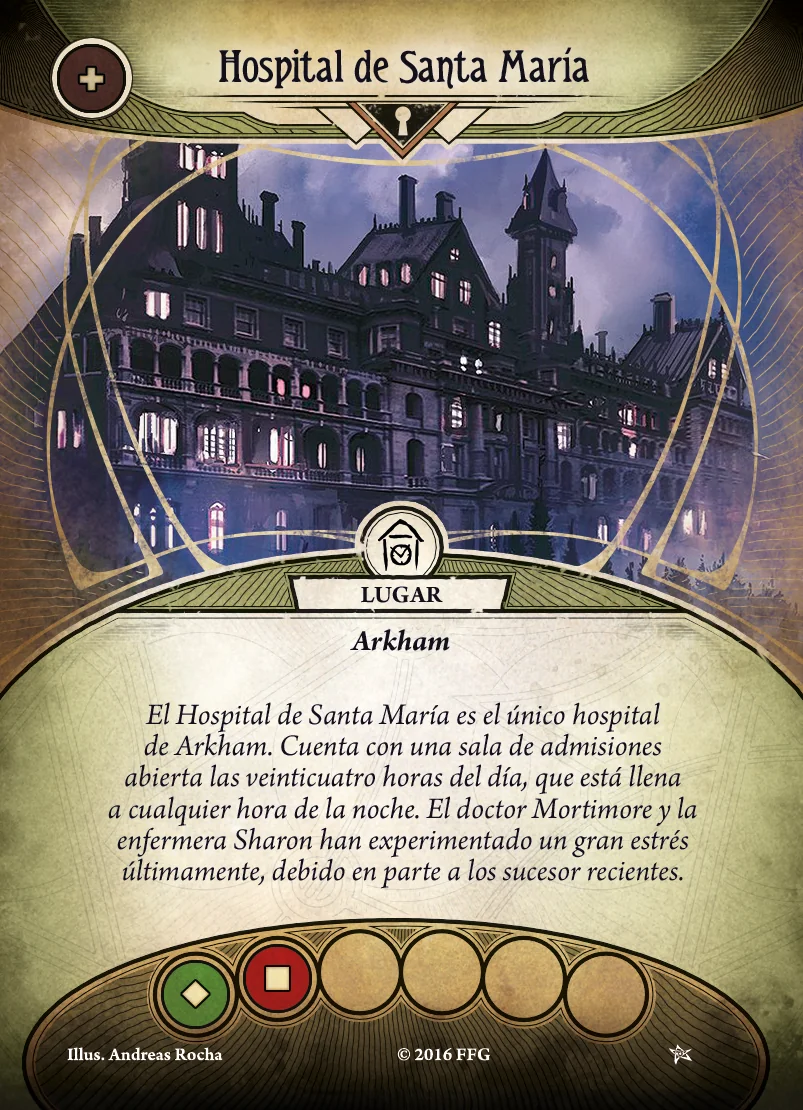 Hospital de Santa María
LUGAR
Arkham
El Hospital de Santa María es el único hospital
de Arkham. Cuenta con una sala de admisiones
abierta las veinticuatro horas del día, que está llena
a cualquier hora de la noche. El doctor Mortimore y la
enfermera Sharon han experimentado un gran estrés
últimamente, debido en parte a los sucesor recientes.
Illus. Andreas Rocha
© 2016 FFG